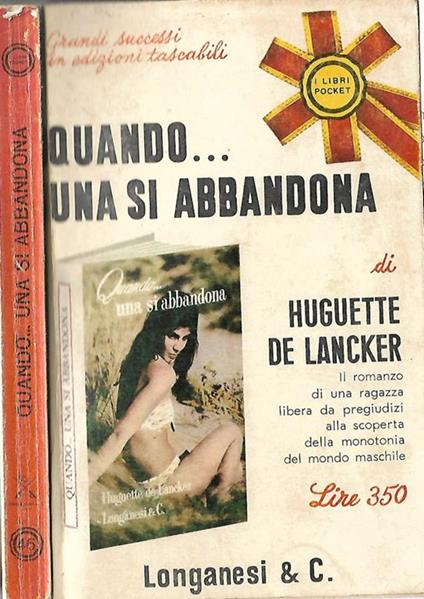 QUANDO... UNA SI ABBANDONA
Grandi successi
in edizioni tascabili
I LIBRI
POCKET
QUANDO...
UNA SI ABBANDONA
di
HUGUETTE
DE LANCKER
Il romanzo
di una ragazza
libera da pregiudizi
alla scoperta
della monotonia
del mondo maschile
Lire 350
QUANDO... UNA SI ABBANDONA
Quando...
una si abbandona
Huguette de Lancker
Longanesi & C.
Longanesi & C.